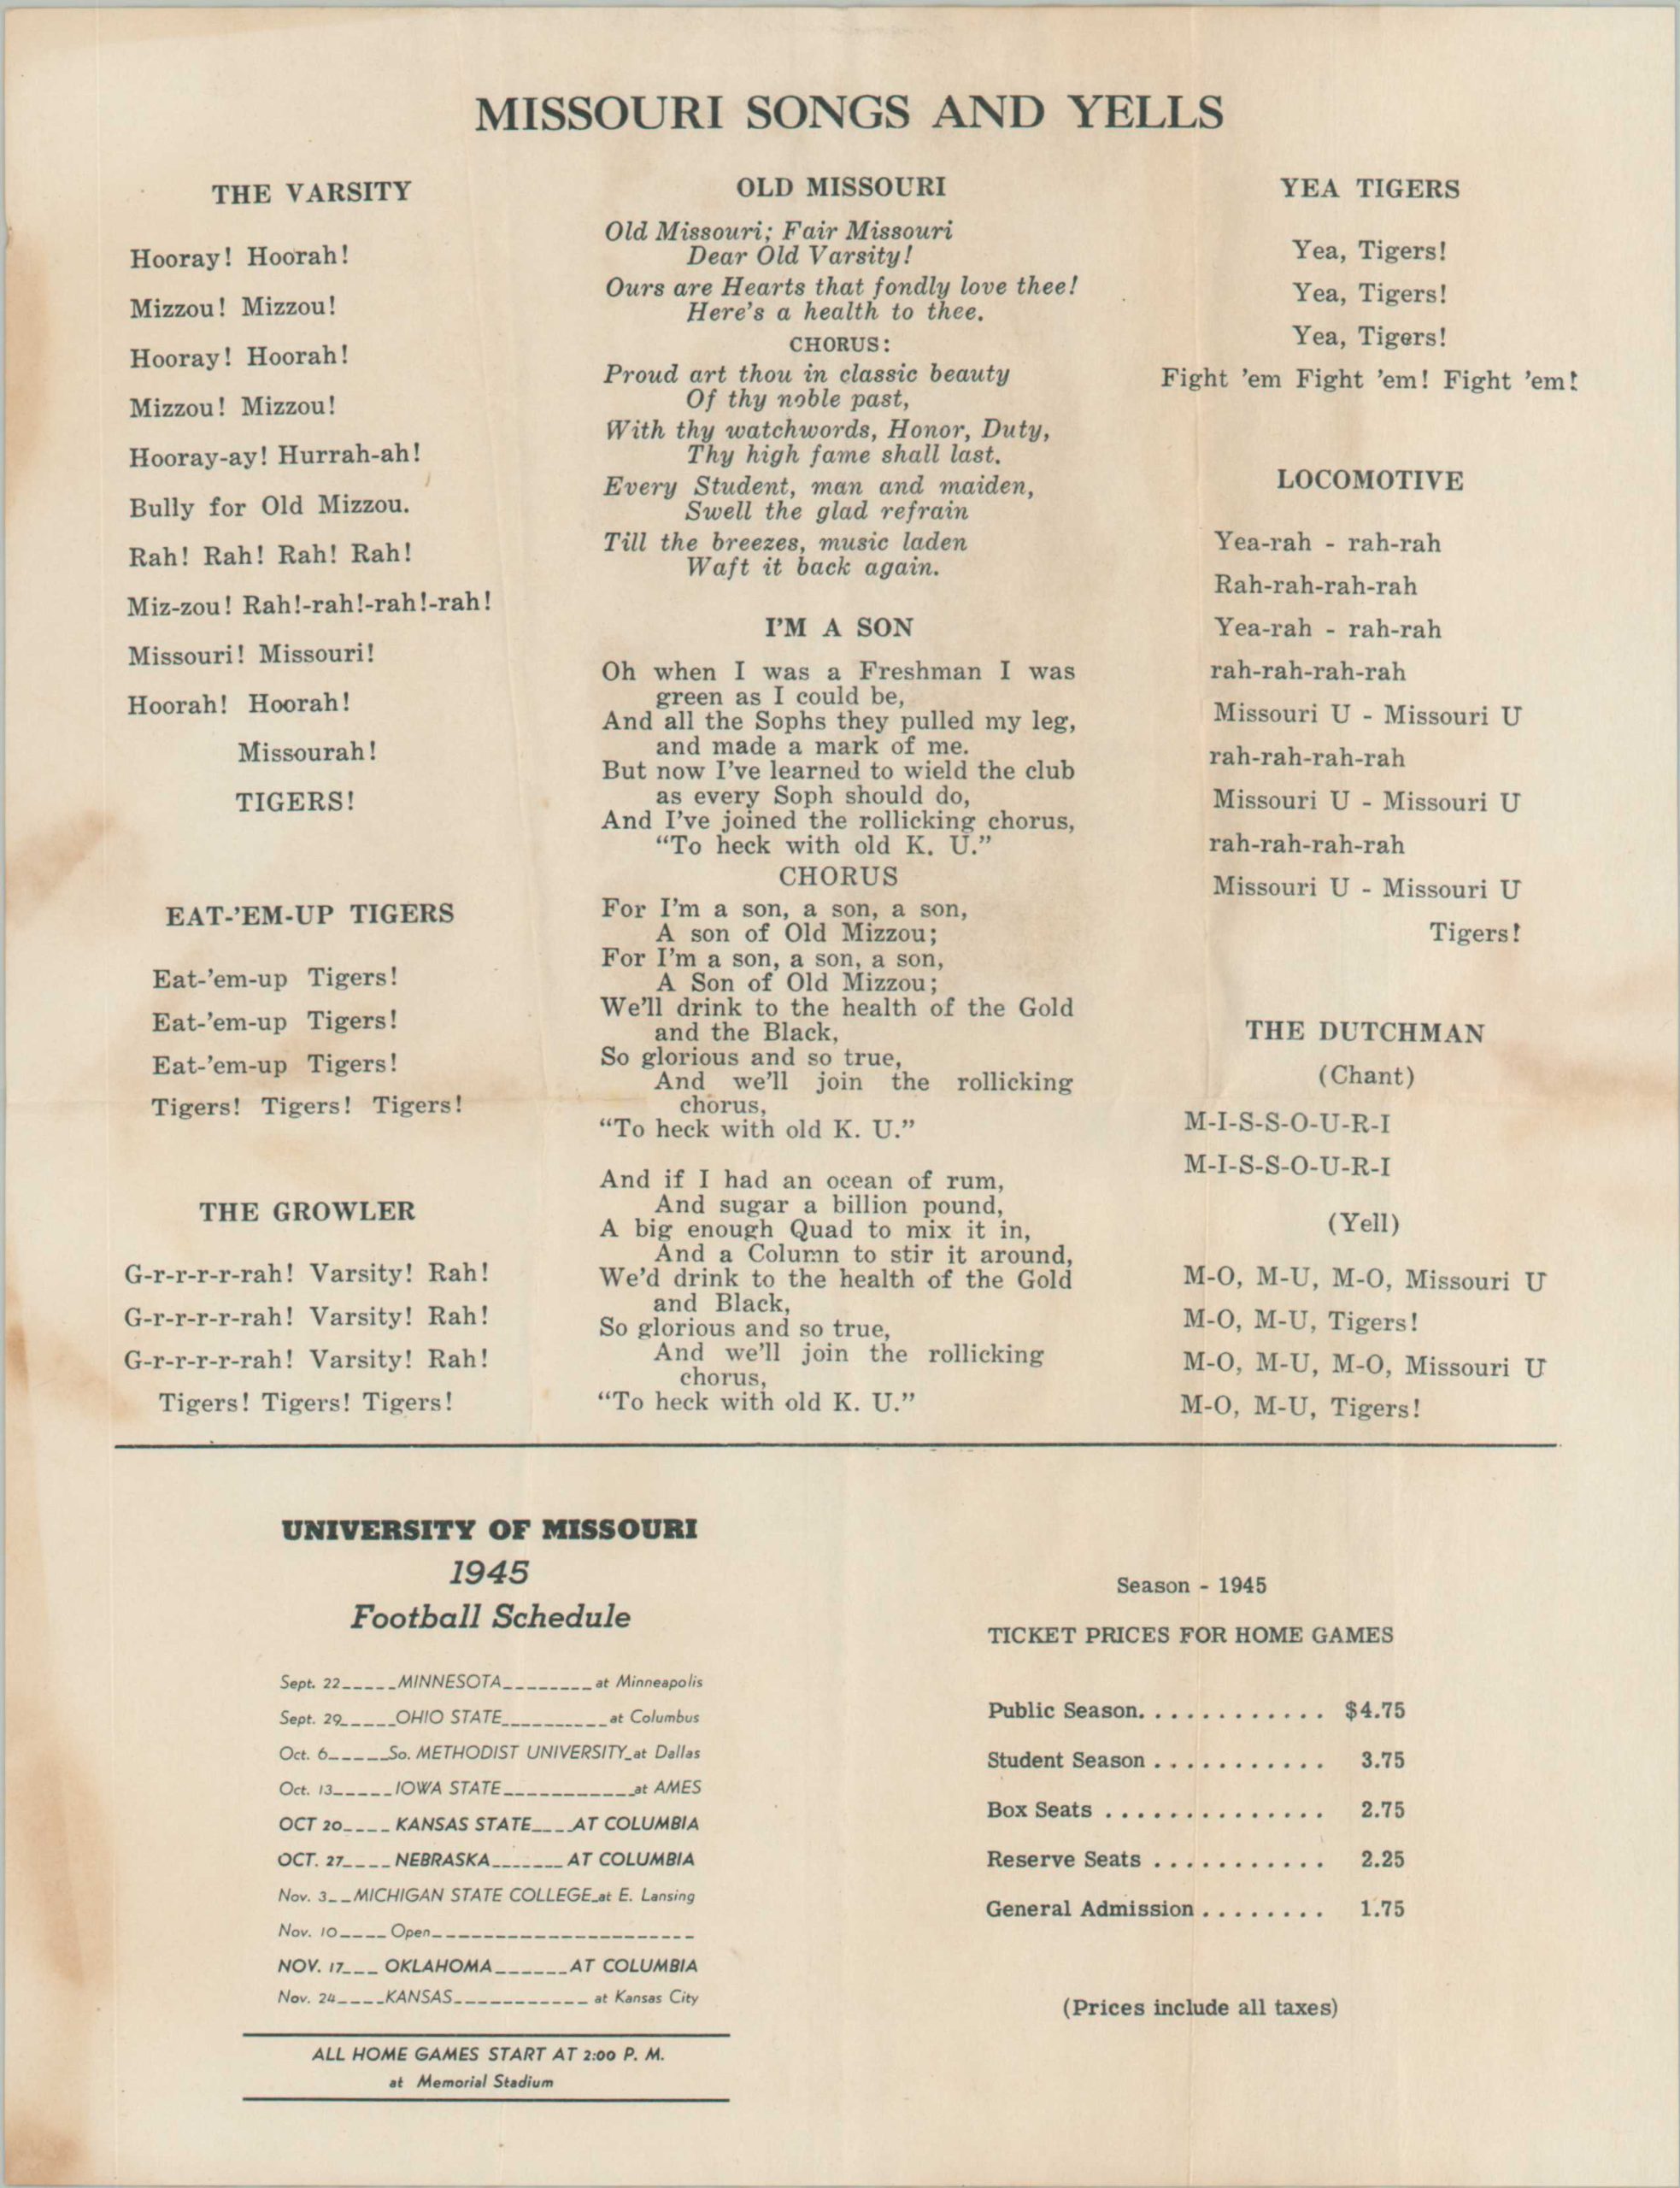 MISSOURI SONGS AND YELLS
THE VARSITY
Hooray! Hoorah!
Mizzou! Mizzou!
Hooray! Hoorah!
Mizzou! Mizzou!
Hooray-ay! Hurrah-ah!
Bully for Old Mizzou.
Rah! Rah! Rah! Rah!
Miz-zou! Rah!-rah!-rah!-rah!
Missouri! Missouri!
Hoorah! Hoorah!
Missourah!
TIGERS!
EAT-'EM-UP TIGERS
Eat-'em-up Tigers!
Eat-'em-up Tigers!
Eat-'em-up Tigers!
Tigers! Tigers! Tigers!
THE GROWLER
G-r-r-r-r-rah! Varsity! Rah!
G-r-r-r-r-rah! Varsity! Rah!
G-r-r-r-r-rah! Varsity! Rah!
Tigers! Tigers! Tigers!
OLD MISSOURI
Old Missouri; Fair Missouri
Dear Old Varsity!
Ours are Hearts that fondly love thee!
Here's a health to thee.
CHORUS:
Proud art thou in classic beauty
Of thy noble past,
With thy watchwords, Honor, Duty,
Thy high fame shall last.
Every Student, man and maiden,
Swell the glad refrain
Till the breezes, music laden
Waft it back again.
I'M A SON
Oh when I was a Freshman I was
green as I could be,
And all the Sophs they pulled my leg,
and made a mark of me.
But now I've learned to wield the club
as every Soph should do,
And I've joined the rollicking chorus,
“To heck with old K. U.”
CHORUS
For I'm a son, a son, a son,
A son of Old Mizzou;
For I'm a son, a son, a son,
A Son of Old Mizzou;
We'll drink to the health of the Gold
and the Black,
So glorious and so true,
And we'll join the rollicking
chorus,
“To heck with old K. U.”
And if I had an ocean of rum,
And sugar a billion pound,
A big enough Quad to mix it in,
And a Column to stir it around,
We'd drink to the health of the Gold
and Black,
So glorious and so true,
And we'll join the rollicking
chorus,
“To heck with old K. U.”
YEA TIGERS
Yea, Tigers!
Yea, Tigers!
Yea, Tigers!
Fight 'em Fight 'em! Fight 'em!
LOCOMOTIVE
Yea-rah - rah-rah
Rah-rah-rah-rah
Yea-rah - rah-rah
rah-rah-rah-rah
Missouri U - Missouri U
rah-rah-rah-rah
Missouri U - Missouri U
rah-rah-rah-rah
Missouri U - Missouri U
Tigers!
THE DUTCHMAN
(Chant)
M-I-S-S-O-U-R-I
M-I-S-S-O-U-R-I
(Yell)
M-O, M-U, M-O, Missouri U
M-O, M-U, Tigers!
M-O, M-U, M-O, Missouri U
M-O, M-U, Tigers!
UNIVERSITY OF MISSOURI
1945
Football Schedule
Sept. 22_____MINNESOTA________at Minneapolis
Sept. 29_____OHIO STATE__________at Columbus
Oct. 6_____So. METHODIST UNIVERSITY_at Dallas
Oct. 13_____IOWA STATE____________at AMES
OCT 20____ KANSAS STATE____AT COLUMBIA
OCT. 27____ NEBRASKA_______ AT COLUMBIA
Nov. 3__MICHIGAN STATE COLLEGE_at E. Lansing
Nov. 10____ Open______________________
NOV. 17___ OKLAHOMA______AT COLUMBIA
Nov. 24____KANSAS___________ at Kansas City
ALL HOME GAMES START AT 2:00 P. M.
at Memorial Stadium
Season - 1945
TICKET PRICES FOR HOME GAMES
Public Season. . . . . . . . . . . . $4.75
Student Season . . . . . . . . . . . 3.75
Box Seats . . . . . . . . . . . . . . 2.75
Reserve Seats . . . . . . . . . . . 2.25
General Admission . . . . . . . . 1.75
(Prices include all taxes)